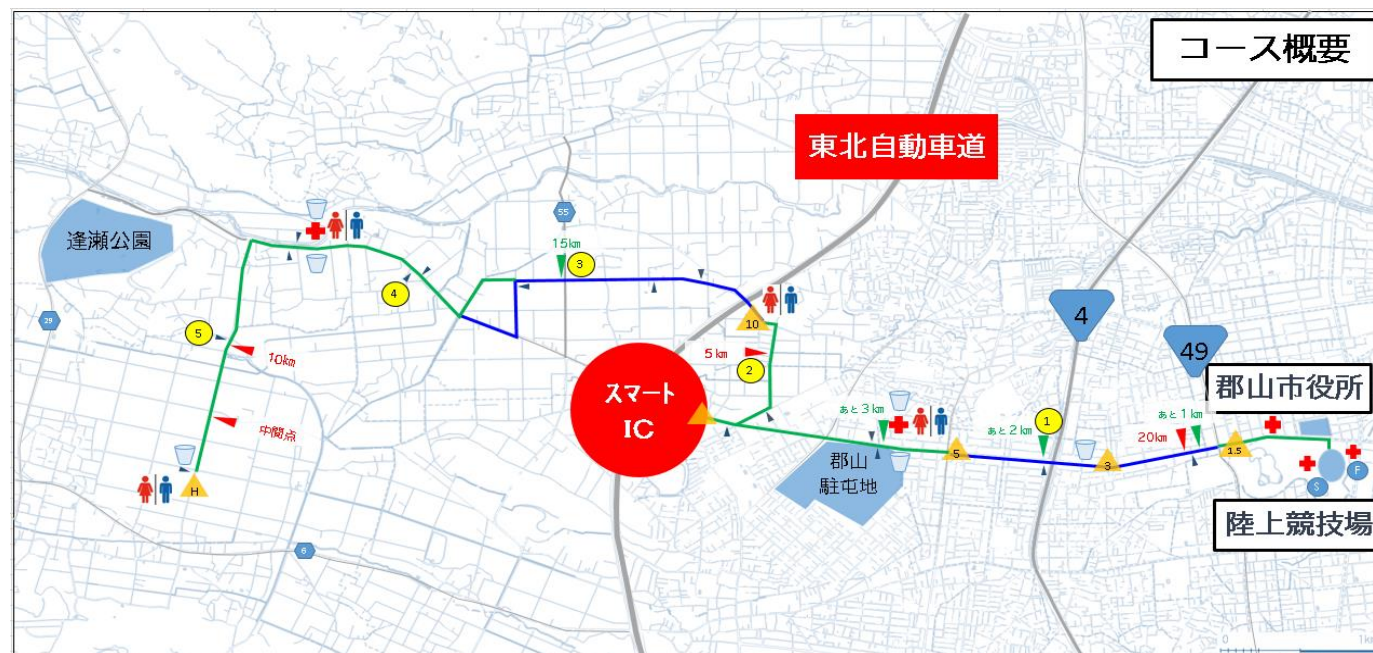 コース概要
東北自動車道
55
逢瀬公園
15km
3
4
4
10
29
5
5km
2
49
10km
スマート
IC
郡山市役所
あと3km
1
あと1km
中間点
あと2km
20km
5
3
1.5
郡山
駐屯地
H
F
S
陸上競技場
6
0
1km